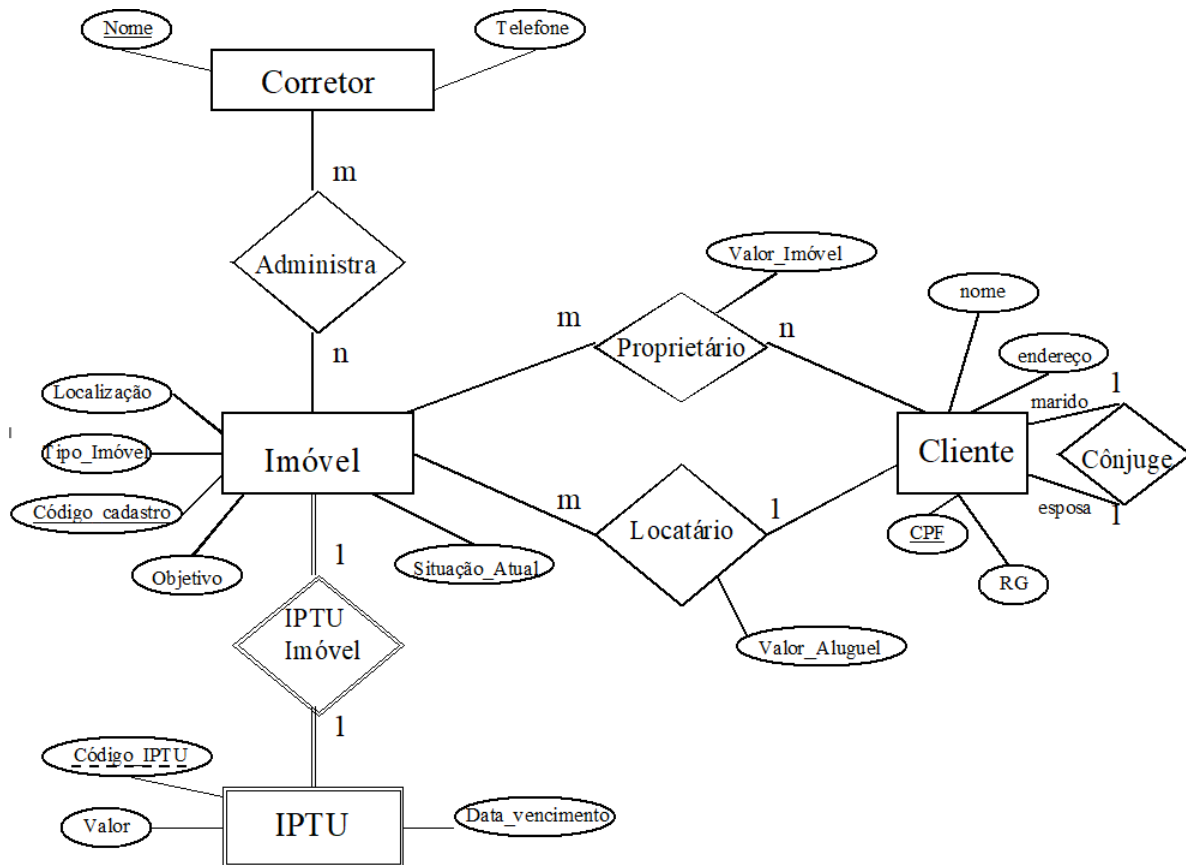 Nome
Telefone
Corretor
m
Administra
n
Valor_Imóvel
nome
m
Proprietário
n
endereço
marido
1
Localização
Tipo_Imóvel
Código_cadastro
Objetivo
Imóvel
Situação_Atual
Cliente
Cônjuge
esposa
1
CPF
RG
m
Locatário
1
Valor_Aluguel
1
IPTU
Imóvel
1
Código_IPTU
Valor
IPTU
Data_vencimento